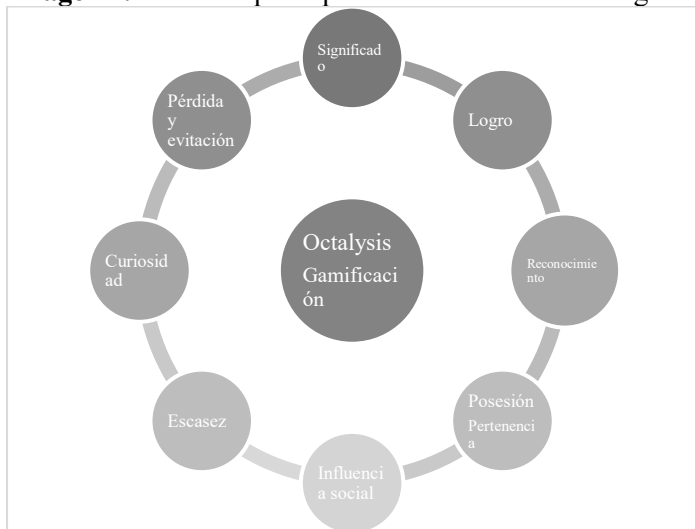 Significad
o
Logro
Reconocimie
nto
Posesión
Pertenenci
a
Influenci
a social
Escasez
Curiosid
ad
Pérdida
y
evitación
Octalysis
Gamificaci
ón